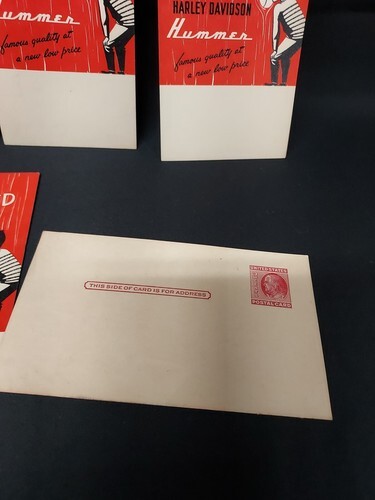 Hummer
famous quality at
a new low price
HARLEY DAVIDSON
Hummer
famous quality at
a new low price
D
THIS SIDE OF CARD IS FOR ADDRESS
UNITED STATES
POSTAL CARD